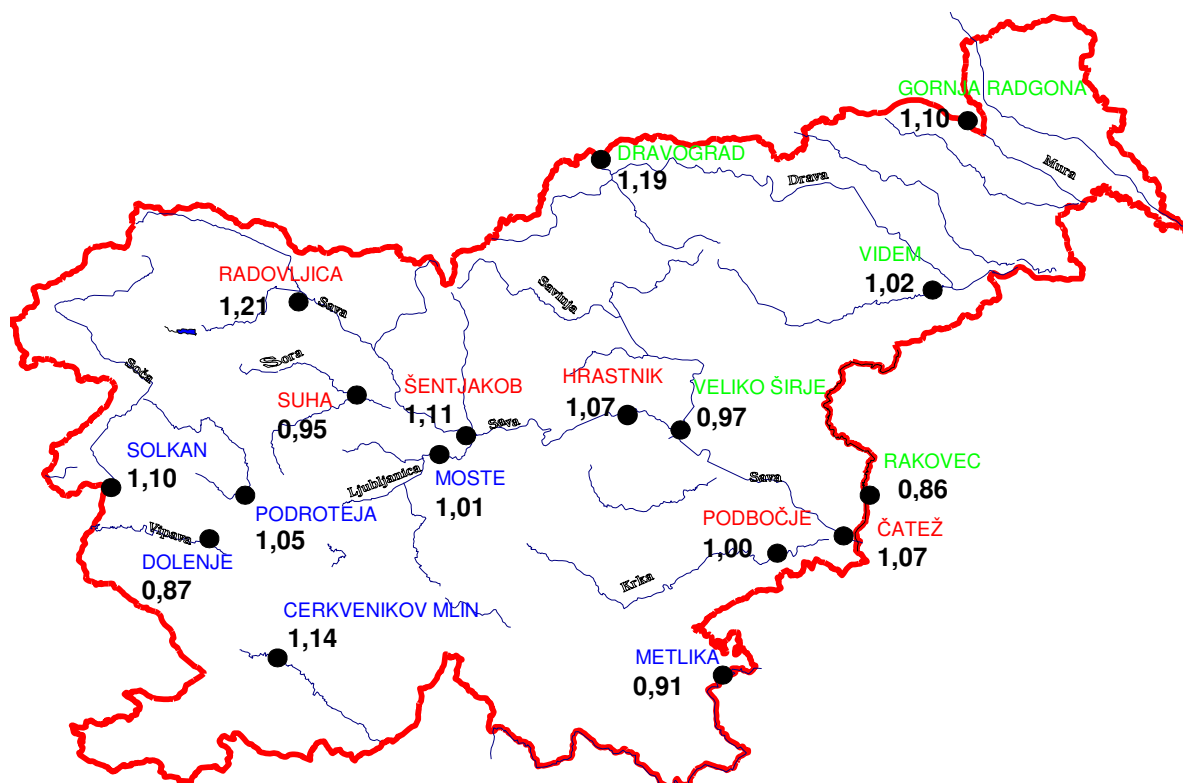 GORNJA RADGONA
1,10
DRAVOGRAD
1,19
Mura
Drava
VIDEM
1,02
RADOVLJICA
1,21
Sava
Savinja
Sora
Soča
ŠENTJAKOB
1,11
HRASTNIK
1,07
VELIKO ŠIRJE
0,97
SUHA
0,95
Sava
SOLKAN
1,10
Ljubljanica
MOSTE
1,01
Sava
RAKOVEC
0,86
PODROTEJA
1,05
PODBOČJE
1,00
ČATEŽ
1,07
Vipava
DOLENJE
0,87
Krka
CERKVENIKOV MLIN
1,14
METLIKA
0,91